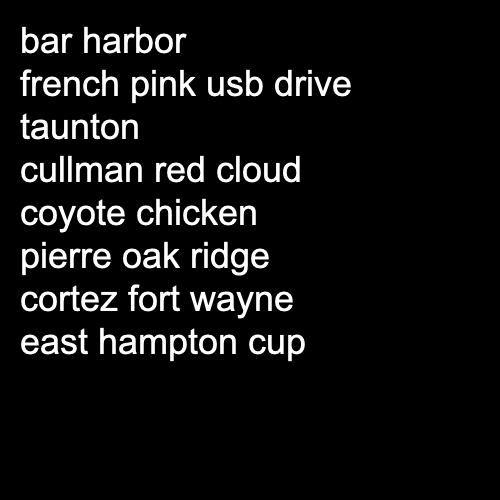 bar harbor
french pink usb drive
taunton
cullman red cloud
coyote chicken
pierre oak ridge
cortez fort wayne
east hampton cup